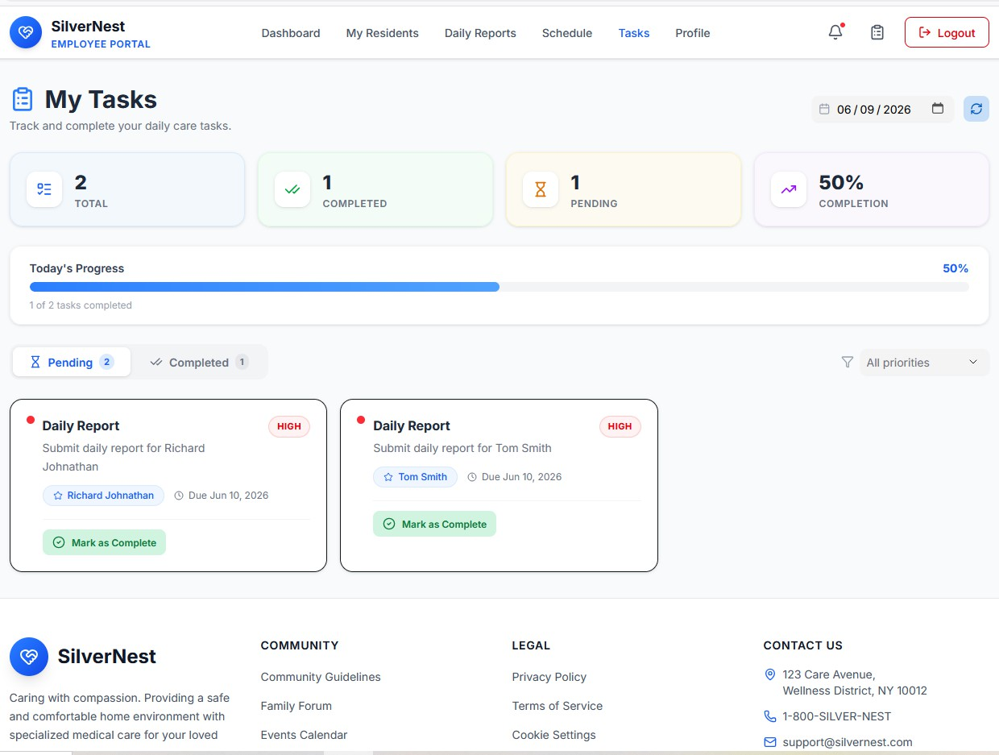 SilverNest
EMPLOYEE PORTAL
Dashboard
My Residents
Daily Reports
Schedule
Tasks
Profile
Logout
My Tasks
Track and complete your daily care tasks.
06 / 09 / 2026
2
TOTAL
1
COMPLETED
1
PENDING
50%
COMPLETION
Today's Progress
50%
1 of 2 tasks completed
Pending 2
Completed 1
All priorities
Daily Report
HIGH
Submit daily report for Richard
Johnathan
Richard Johnathan
Due Jun 10, 2026
Mark as Complete
Daily Report
HIGH
Submit daily report for Tom Smith
Tom Smith
Due Jun 10, 2026
Mark as Complete
SilverNest
Caring with compassion. Providing a safe
and comfortable home environment with
specialized medical care for your loved
COMMUNITY
Community Guidelines
Family Forum
Events Calendar
LEGAL
Privacy Policy
Terms of Service
Cookie Settings
CONTACT US
123 Care Avenue,
Wellness District, NY 10012
1-800-SILVER-NEST
support@silvernest.com